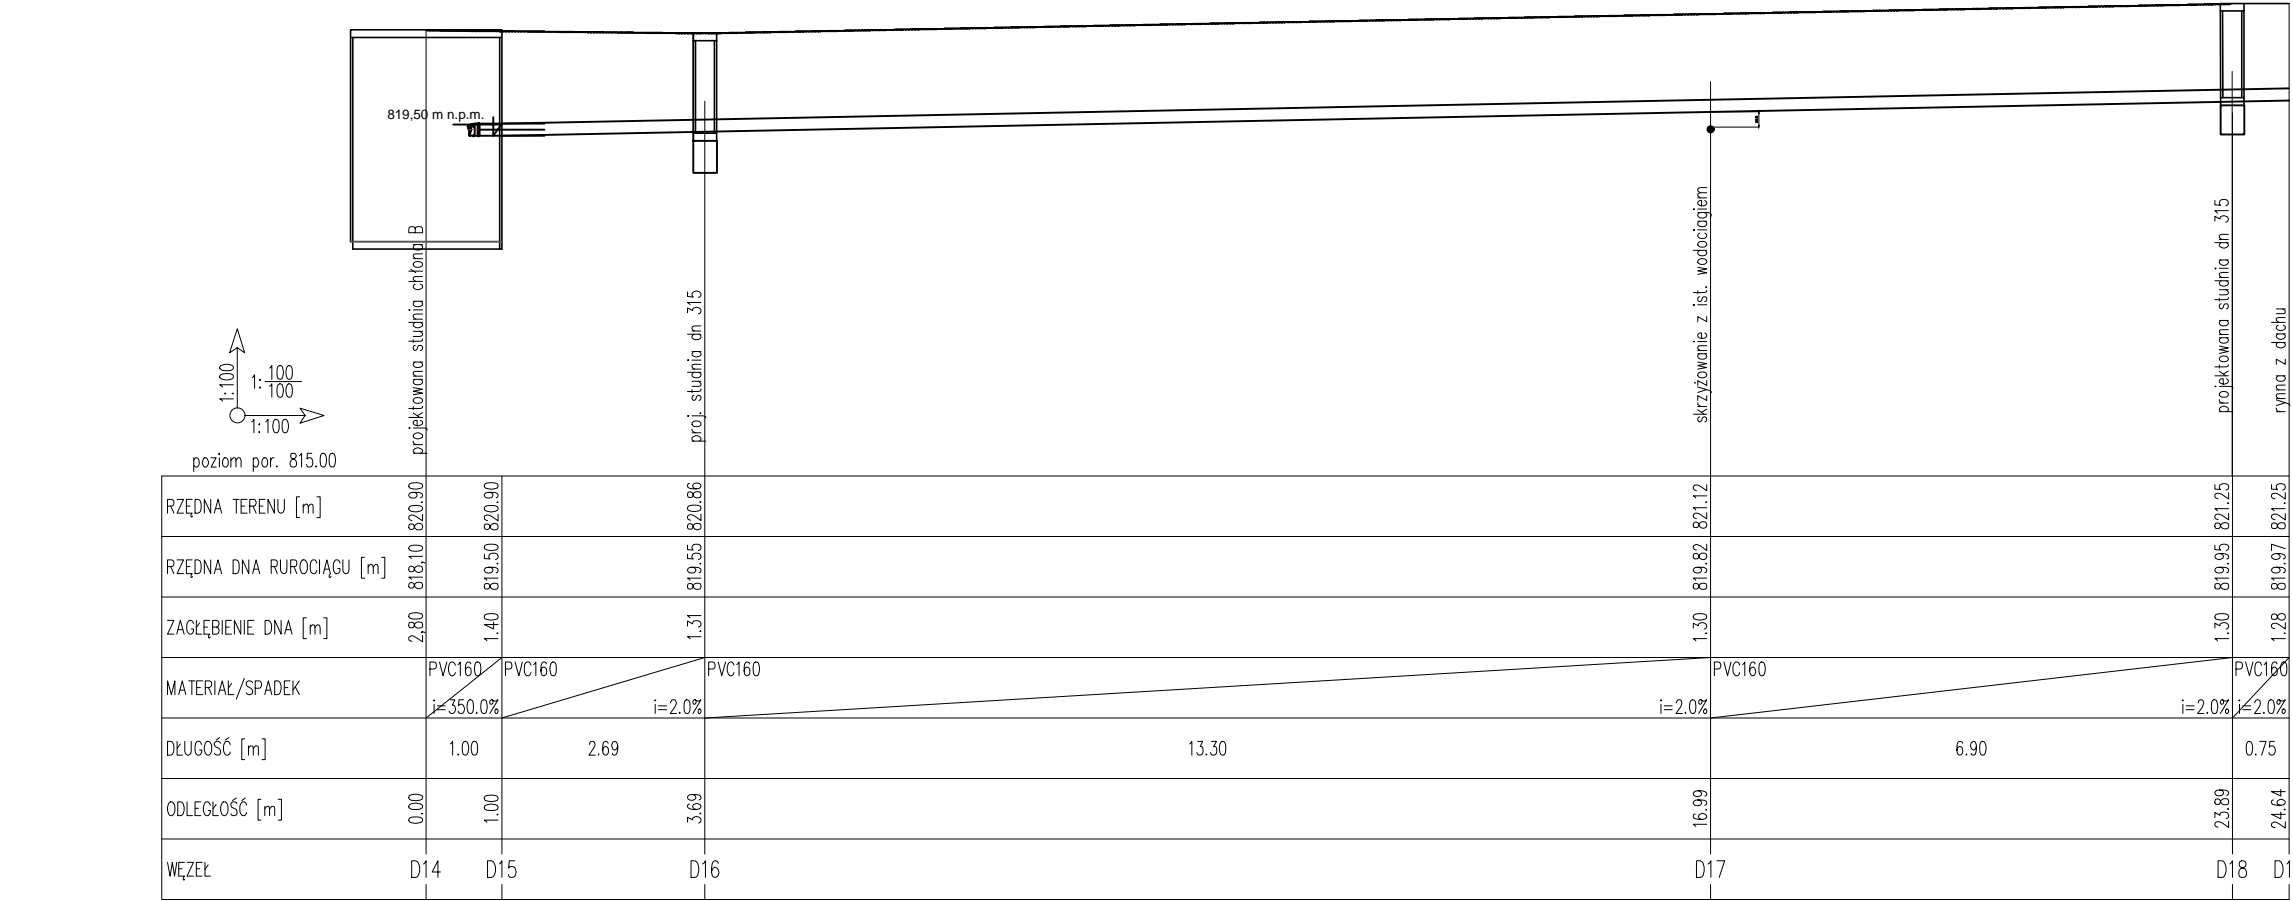 819,50 m n.p.m.
projektowana studnia chłonna B
proj. studnia dn 315
skrzyżowanie z ist. wodociągiem
projektowana studnia dn 315
rynna z dachu
1:100
1:100/100
1:100
poziom por. 815.00
RZĘDNA TERENU [m] 820.90 820.90 820.86 821.12 821.25 821.25
RZĘDNA DNA RUROCIĄGU [m] 818,10 819.50 819.55 819.82 819.95 819.97
ZAGŁĘBIENIE DNA [m] 2,80 1.40 1.31 1.30 1.30 1.28
MATERIAŁ/SPADEK
PVC160 PVC160 PVC160 PVC160 PVC160
i=350.0% i=2.0% i=2.0% i=2.0% i=2.0%
DŁUGOŚĆ [m] 1.00 2.69 13.30 6.90 0.75
ODLEGŁOŚĆ [m] 0.00 1.00 3.69 16.99 23.89 24.64
WĘZEŁ D14 D15 D16 D17 D18 D1